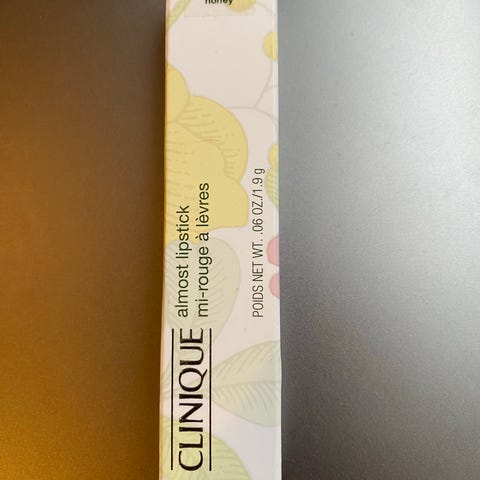 honey
CLINIQUE
almost lipstick
mi-rouge à lèvres
POIDS NET WT. .06 OZ./1.9 g